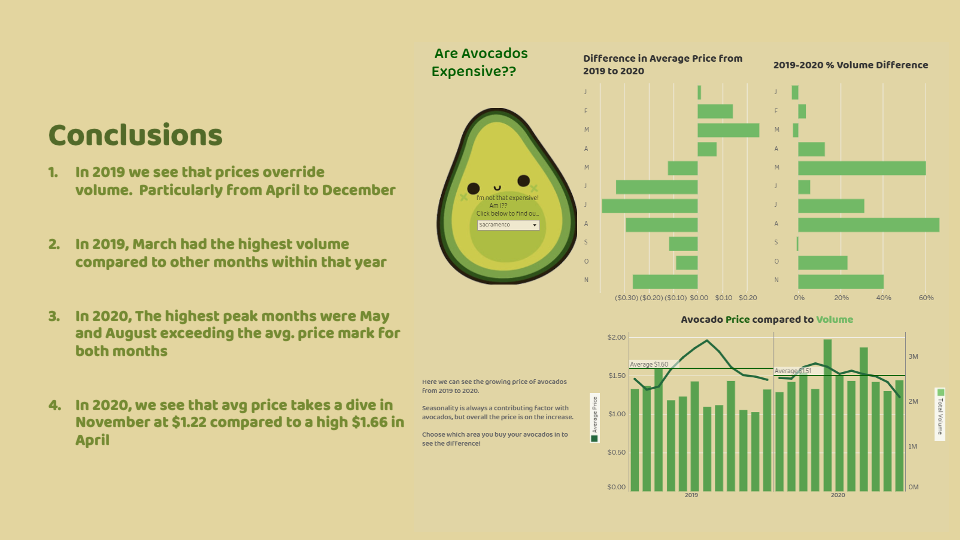 Conclusions
1. In 2019 we see that prices override
volume. Particularly from April to December
2. In 2019, March had the highest volume
compared to other months within that year
3. In 2020, The highest peak months were May
and August exceeding the avg. price mark for
both months
4. In 2020, we see that avg price takes a dive in
November at $1.22 compared to a high $1.66 in
April
Are Avocados
Expensive??
I'm not that expensive!
Am I??
Click below to find ou...
sacramento
Here we can see the growing price of avocados
from 2019 to 2020.
Seasonality is always a contributing factor with
avocados, but overall the price is on the increase.
Choose which area you buy your avocados in to
see the difference!
Difference in Average Price from
2019 to 2020
J
F
M
A
M
J
J
A
S
O
N
($0.30) ($0.20) ($0.10) $0.00 $0.10 $0.20
2019-2020 % Volume Difference
J
F
M
A
M
J
J
A
S
O
N
0% 20% 40% 60%
Avocado Price compared to Volume
$2.00
$1.50
$1.00
$0.50
$0.00
Average Price
Average $1.60
Average $1.51
3M
2M
1M
0M
Total Volume
2019 2020